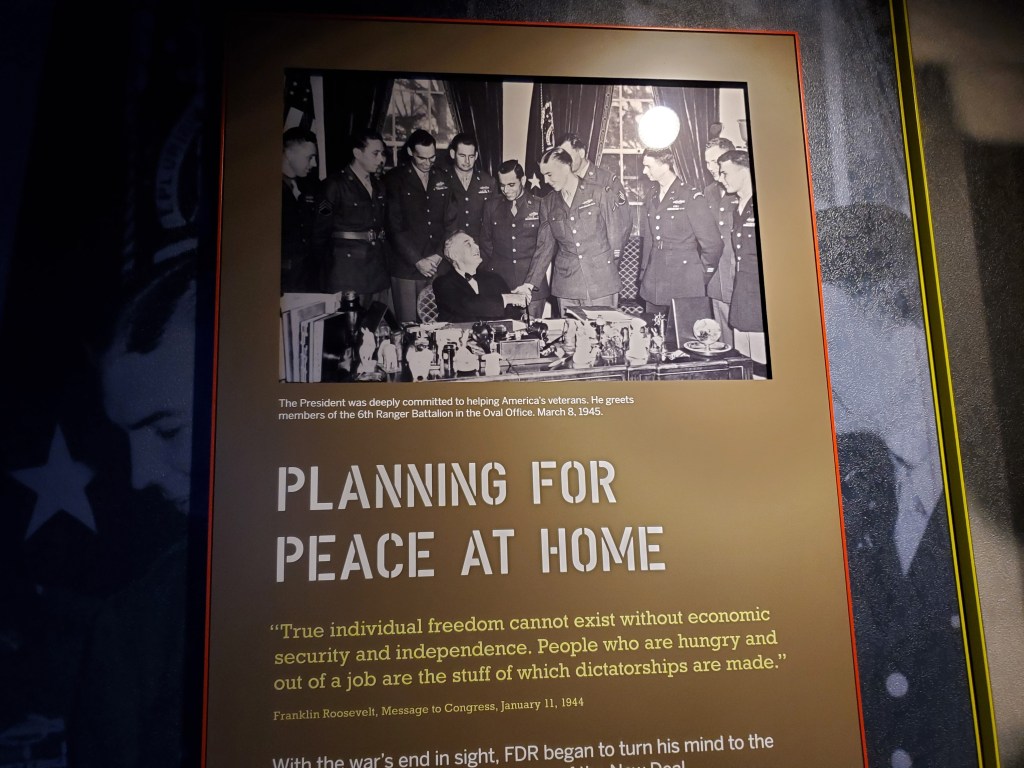 The President was deeply committed to helping America's veterans. He greets
members of the 6th Ranger Battalion in the Oval Office. March 8, 1945.
PLANNING FOR
PEACE AT HOME
“True individual freedom cannot exist without economic
security and independence. People who are hungry and
out of a job are the stuff of which dictatorships are made.”
Franklin Roosevelt, Message to Congress, January 11, 1944
With the war's end in sight, FDR began to turn his mind to the
of the New Deal